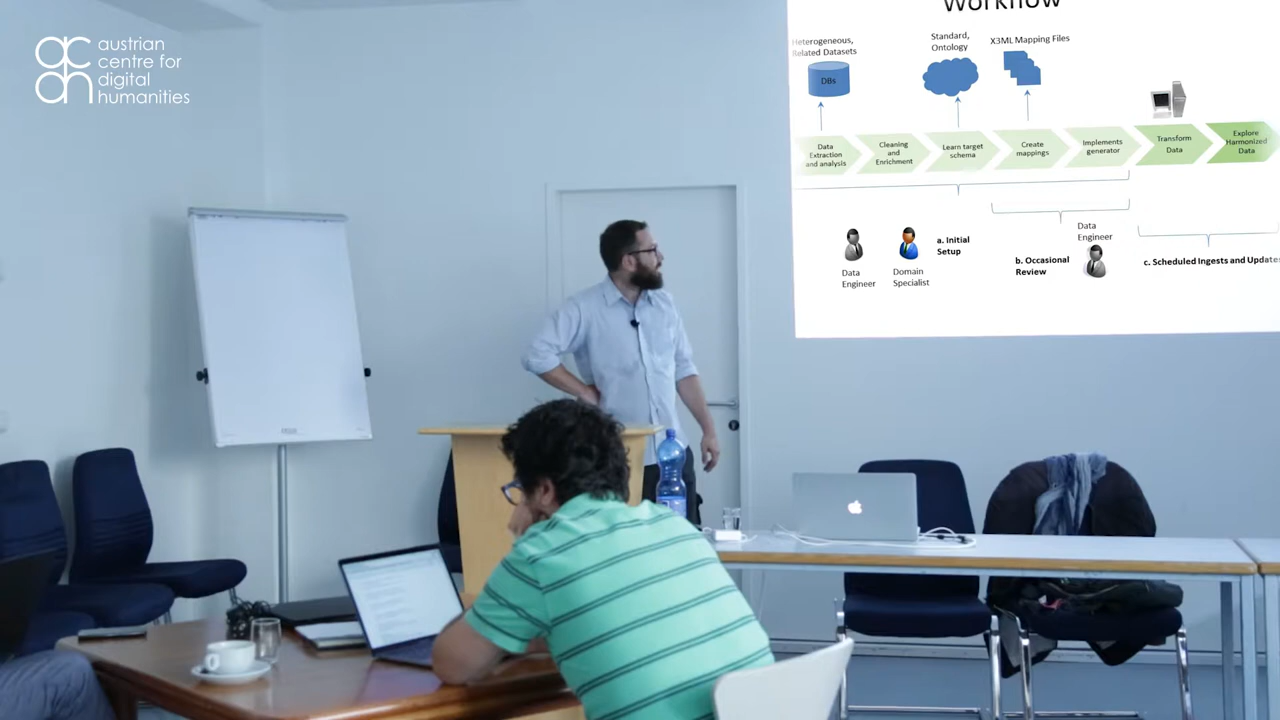 austrian
centre for
digital
humanities
Workflow
Heterogeneous,
Related Datasets
Standard,
Ontology
X3ML Mapping Files
DBs
Data
Extraction
and analysis
Cleaning
and
Enrichment
Learn target
schema
Create
mappings
Implements
generator
Transform
Data
Explore
Harmonized
Data
Data
Engineer
Domain
Specialist
a. Initial
Setup
b. Occasional
Review
Data
Engineer
c. Scheduled Ingests and Updates